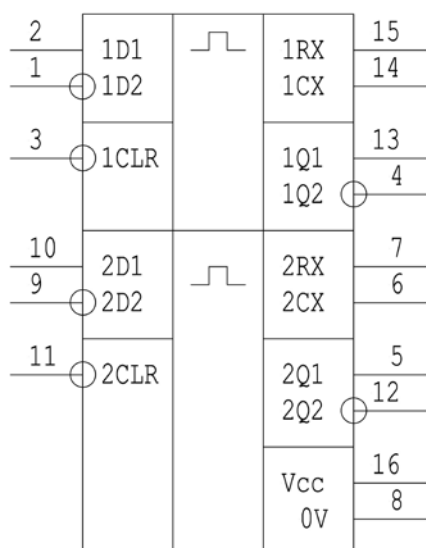 2 1D1 1RX 15
1 1D2 1CX 14
3 1CLR 1Q1 13
1Q2 4
10 2D1 2RX 7
9 2D2 2CX 6
11 2CLR 2Q1 5
2Q2 12
Vcc 16
0V 8